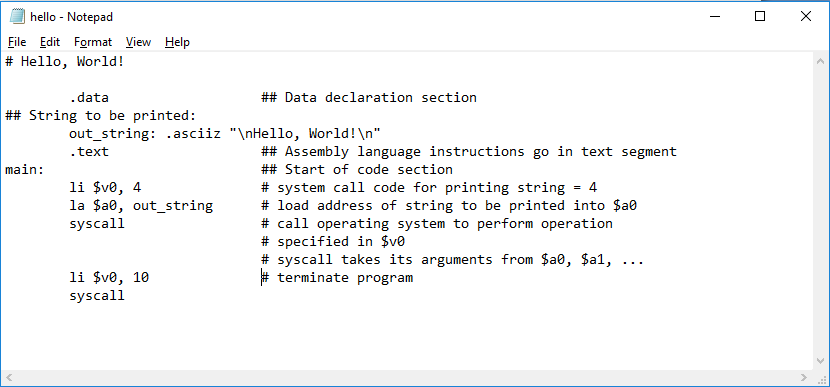 hello - Notepad
File Edit Format View Help
# Hello, World!
        .data                   ## Data declaration section
## String to be printed:
        out_string: .asciiz "\nHello, World!\n"
        .text                   ## Assembly language instructions go in text segment
main:                           ## Start of code section
        li $v0, 4               # system call code for printing string = 4
        la $a0, out_string      # load address of string to be printed into $a0
        syscall                 # call operating system to perform operation
                                # specified in $v0
                                # syscall takes its arguments from $a0, $a1, ...
        li $v0, 10              # terminate program
        syscall